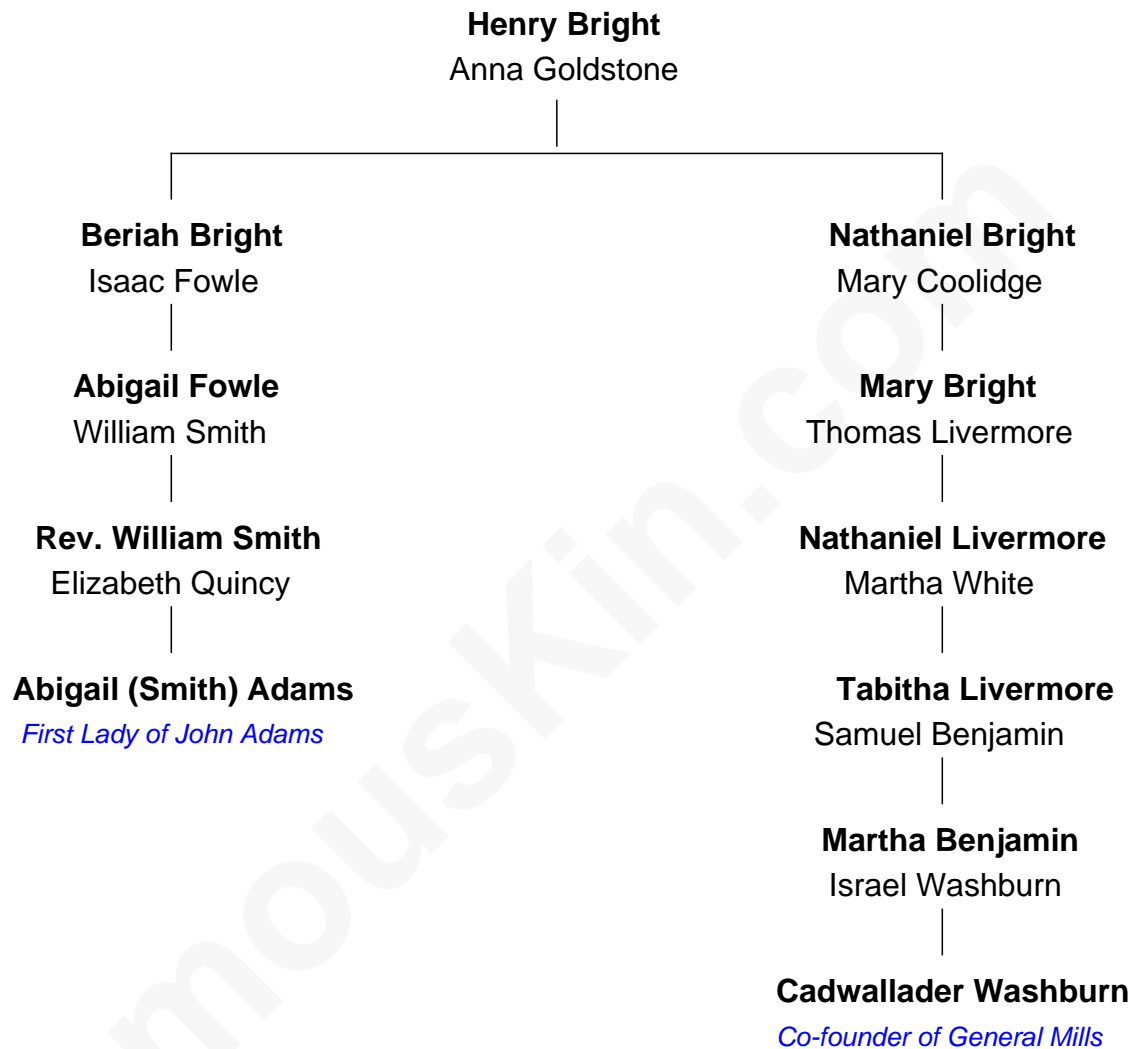 Henry Bright
Anna Goldstone
Beriah Bright
Isaac Fowle
Nathaniel Bright
Mary Coolidge
Abigail Fowle
William Smith
Mary Bright
Thomas Livermore
Rev. William Smith
Elizabeth Quincy
Nathaniel Livermore
Martha White
Abigail (Smith) Adams
First Lady of John Adams
Tabitha Livermore
Samuel Benjamin
Martha Benjamin
Israel Washburn
Cadwallader Washburn
Co-founder of General Mills
mousKin.com